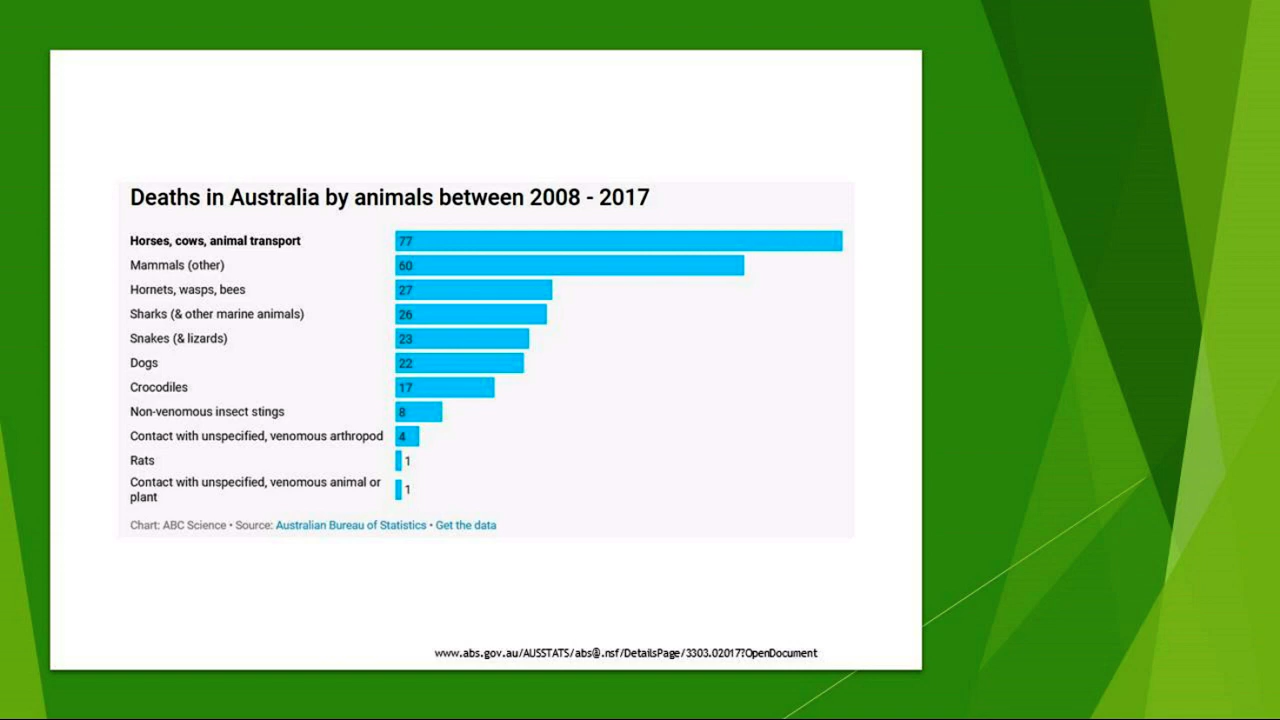 Deaths in Australia by animals between 2008 - 2017
Horses, cows, animal transport 77
Mammals (other) 60
Hornets, wasps, bees 27
Sharks (& other marine animals) 26
Snakes (& lizards) 23
Dogs 22
Crocodiles 17
Non-venomous insect stings 8
Contact with unspecified, venomous arthropod 4
Rats 1
Contact with unspecified, venomous animal or
plant 1
Chart: ABC Science • Source: Australian Bureau of Statistics • Get the data
www.abs.gov.au/AUSSTATS/abs@.nsf/DetailsPage/3303.02017?OpenDocument